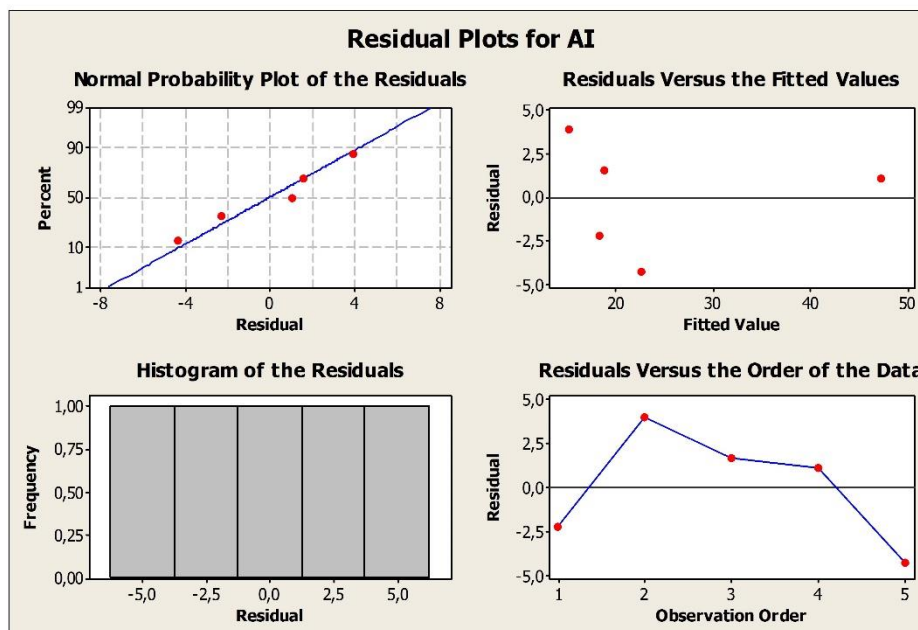 Residual Plots for AI
Normal Probability Plot of the Residuals
99
90
50
10
1
Percent
-8 -4 0 4 8
Residual
Residuals Versus the Fitted Values
5,0
2,5
0,0
-2,5
-5,0
Residual
20 30 40 50
Fitted Value
Histogram of the Residuals
1,00
0,75
0,50
0,25
0,00
Frequency
-5,0 -2,5 0,0 2,5 5,0
Residual
Residuals Versus the Order of the Data
5,0
2,5
0,0
-2,5
-5,0
Residual
1 2 3 4 5
Observation Order